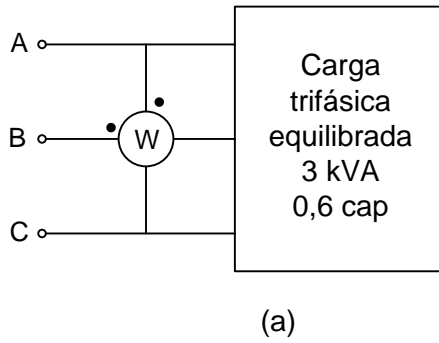 A
B
C
W
Carga
trifásica
equilibrada
3 kVA
0,6 cap
(a)